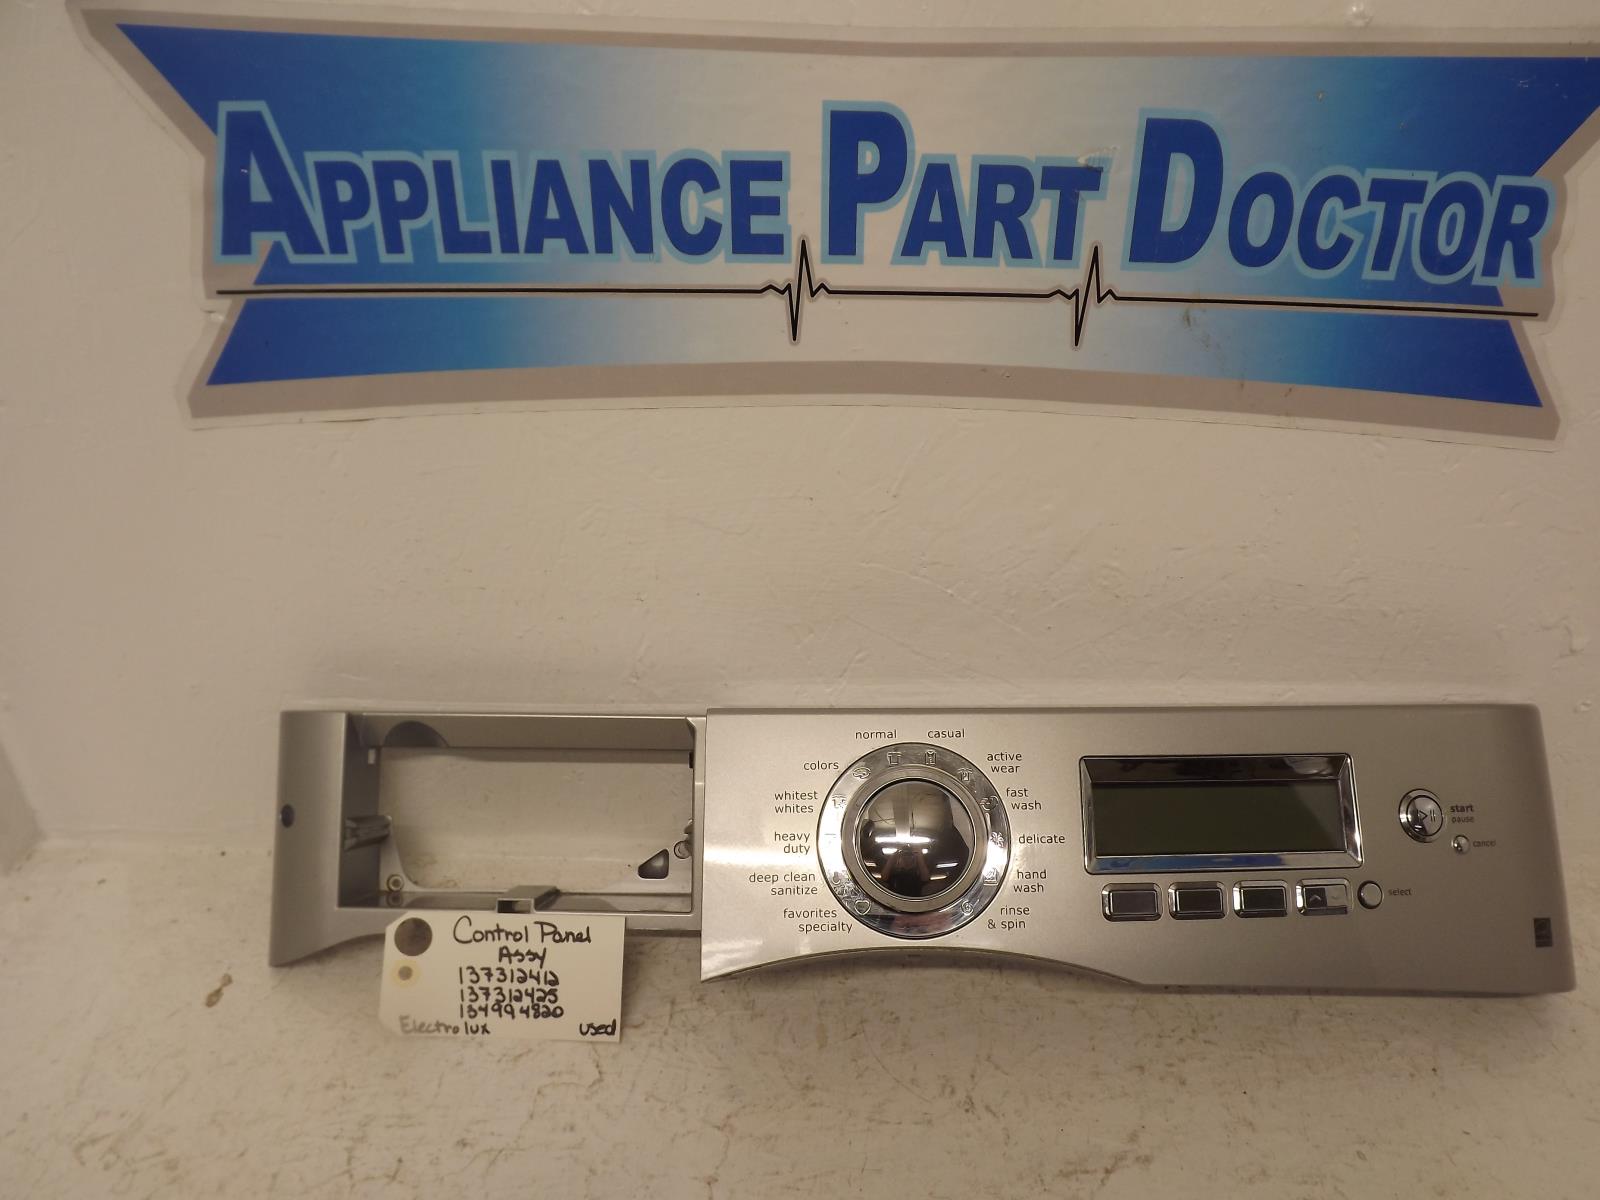 APPLIANCE PART DOCTOR
normal
casual
colors
active
wear
whitest
whites
fast
wash
heavy
duty
delicate
deep clean
sanitize
hand
wash
favorites
specialty
rinse
& spin
start
pause
cancel
select
Control Panel
Assy
137312412
137312425
134994820
Electrolux
used